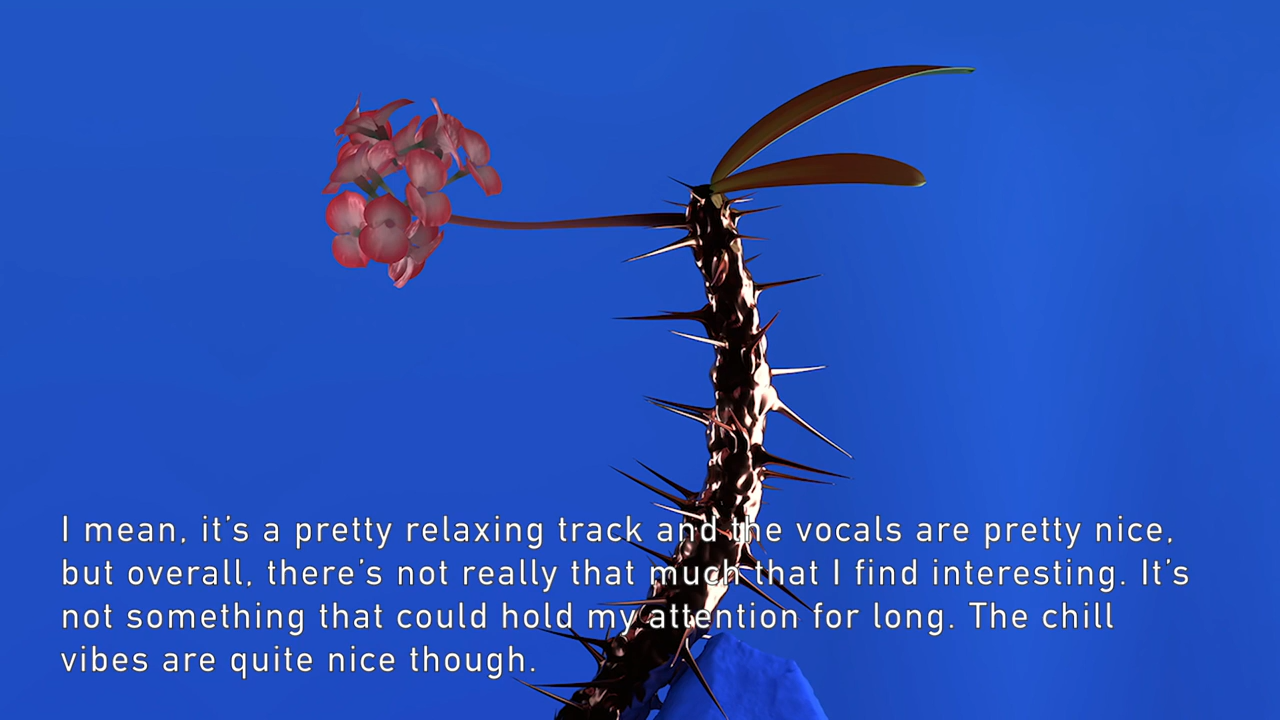 I mean, it's a pretty relaxing track and the vocals are pretty nice,
but overall, there's not really that much that I find interesting. It's
not something that could hold my attention for long. The chill
vibes are quite nice though.